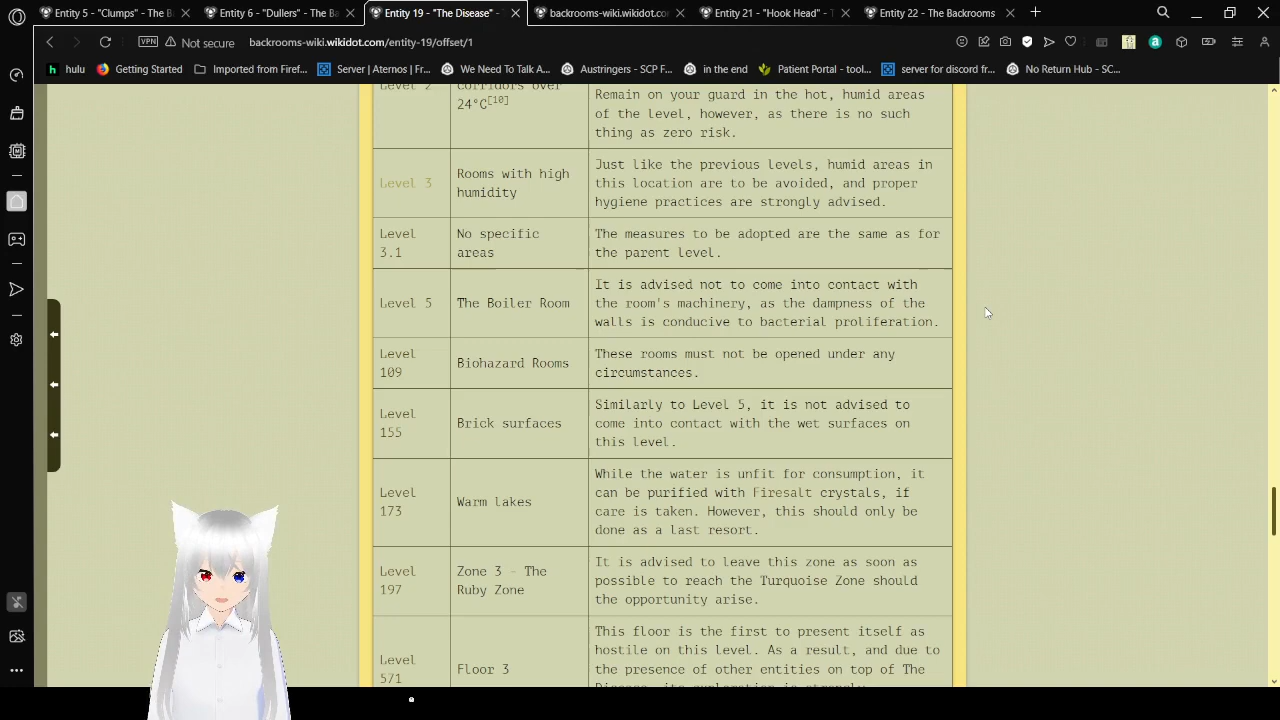 Entity 5 - "Clumps" - The B
Entity 6 - "Dullers" - The Ba
Entity 19 - "The Disease" -
backrooms-wiki.wikidot.co
Entity 21 - "Hook Head" - T
Entity 22 - The Backrooms
VPN
Not secure
backrooms-wiki.wikidot.com/entity-19/offset/1
hulu
Getting Started
Imported from Firef...
Server | Aternos | Fr...
We Need To Talk A...
Austringers - SCP F...
in the end
Patient Portal - tool...
server for discord fr...
No Return Hub - SC...
Level 2
corridors over
24°C[10]
Remain on your guard in the hot, humid areas
of the level, however, as there is no such
thing as zero risk.
Level 3
Rooms with high
humidity
Just like the previous levels, humid areas in
this location are to be avoided, and proper
hygiene practices are strongly advised.
Level
3.1
No specific
areas
The measures to be adopted are the same as for
the parent level.
Level 5
The Boiler Room
It is advised not to come into contact with
the room's machinery, as the dampness of the
walls is conducive to bacterial proliferation.
Level
109
Biohazard Rooms
These rooms must not be opened under any
circumstances.
Level
155
Brick surfaces
Similarly to Level 5, it is not advised to
come into contact with the wet surfaces on
this level.
Level
173
Warm lakes
While the water is unfit for consumption, it
can be purified with Firesalt crystals, if
care is taken. However, this should only be
done as a last resort.
Level
197
Zone 3 - The
Ruby Zone
It is advised to leave this zone as soon as
possible to reach the Turquoise Zone should
the opportunity arise.
Level
571
Floor 3
This floor is the first to present itself as
hostile on this level. As a result, and due to
the presence of other entities on top of The
Disease, its exploration is strongly